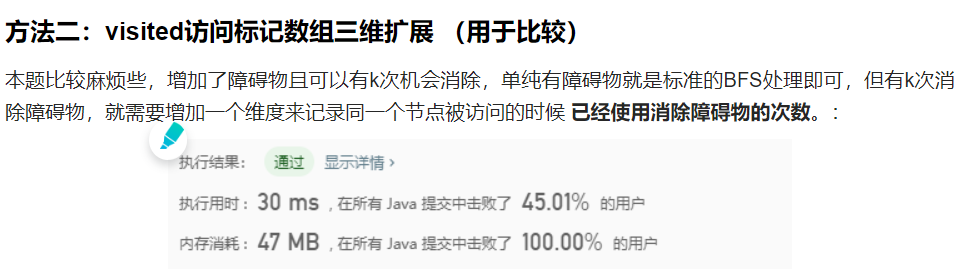 方法二：visited访问标记数组三维扩展 （用于比较）
本题比较麻烦些，增加了障碍物且可以有k次机会消除，单纯有障碍物就是标准的BFS处理即可，但有k次消
除障碍物，就需要增加一个维度来记录同一个节点被访问的时候 已经使用消除障碍物的次数。：
执行结果： 通过 显示详情 ›
执行用时：30 ms , 在所有 Java 提交中击败了 45.01% 的用户
内存消耗：47 MB , 在所有 Java 提交中击败了 100.00% 的用户